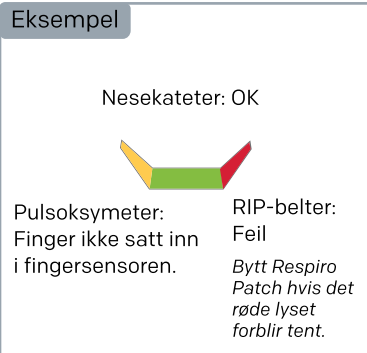 Eksempel
Nesekateter: OK
Pulsoksymeter:
Finger ikke satt inn
i fingersensoren.
RIP-belter:
Feil
Bytt Respiro
Patch hvis det
røde lyset
forblir tent.